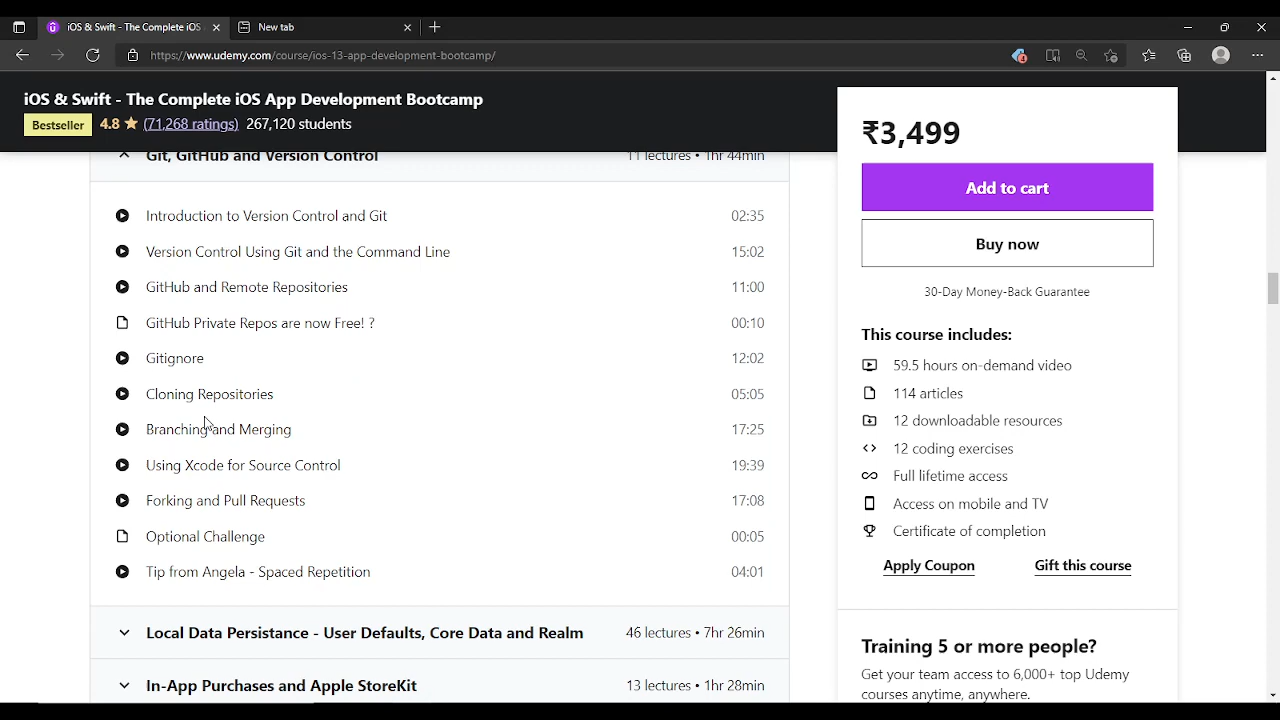 iOS & Swift - The Complete iOS
New tab
https://www.udemy.com/course/ios-13-app-development-bootcamp/
iOS & Swift - The Complete iOS App Development Bootcamp
Bestseller 4.8 ★ (71,268 ratings) 267,120 students
Git, GitHub and Version Control 11 lectures • 1hr 44min
Introduction to Version Control and Git 02:35
Version Control Using Git and the Command Line 15:02
GitHub and Remote Repositories 11:00
GitHub Private Repos are now Free! ? 00:10
Gitignore 12:02
Cloning Repositories 05:05
Branching and Merging 17:25
Using Xcode for Source Control 19:39
Forking and Pull Requests 17:08
Optional Challenge 00:05
Tip from Angela - Spaced Repetition 04:01
Local Data Persistance - User Defaults, Core Data and Realm 46 lectures • 7hr 26min
In-App Purchases and Apple StoreKit 13 lectures • 1hr 28min
₹3,499
Add to cart
Buy now
30-Day Money-Back Guarantee
This course includes:
59.5 hours on-demand video
114 articles
12 downloadable resources
12 coding exercises
Full lifetime access
Access on mobile and TV
Certificate of completion
Apply Coupon Gift this course
Training 5 or more people?
Get your team access to 6,000+ top Udemy
courses anytime, anywhere.